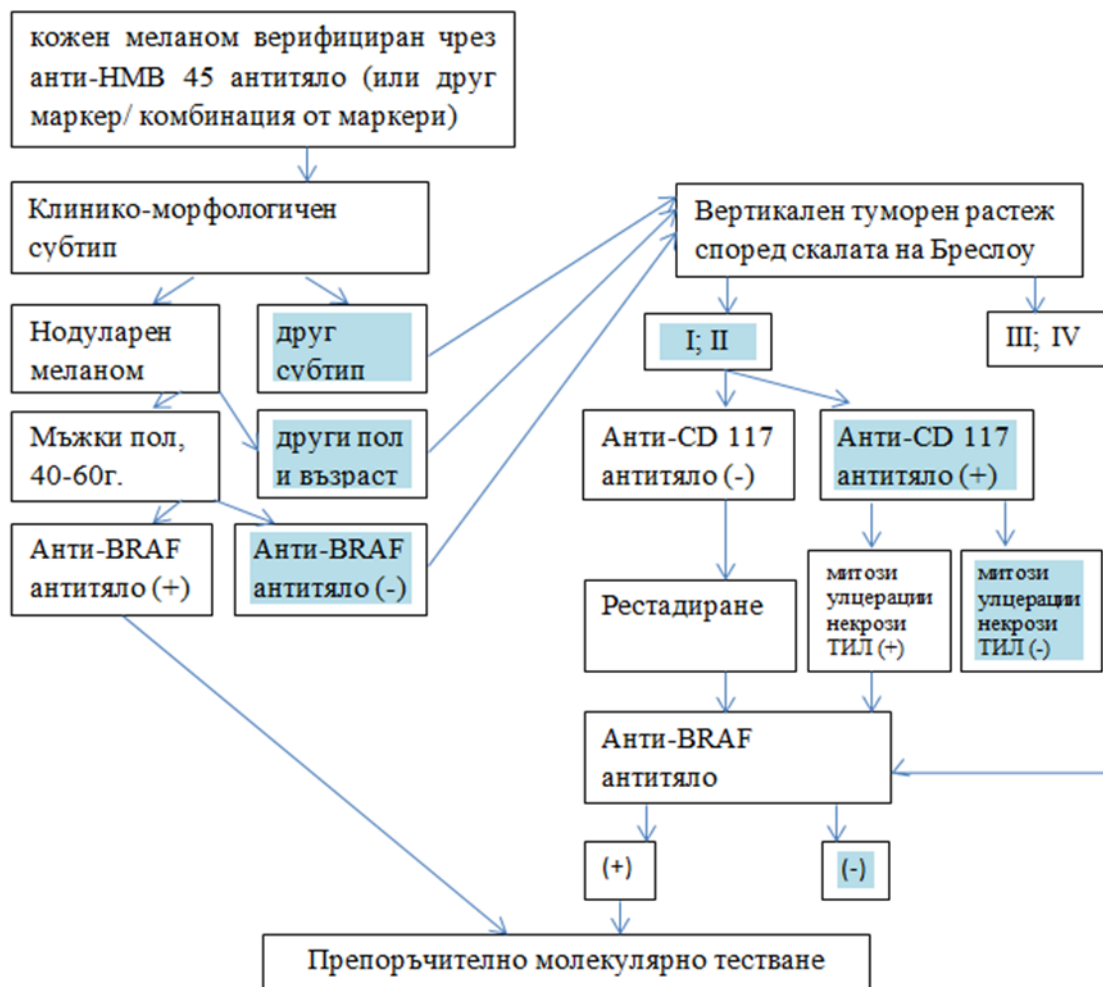 кожен меланом верифициран чрез
анти-НМВ 45 антитяло (или друг
маркер/ комбинация от маркери)
Клинико-морфологичен
субтип
Нодуларен
меланом
друг
субтип
Мъжки пол,
40-60г.
други пол
и възраст
Анти-BRAF
антитяло (+)
Анти-BRAF
антитяло (-)
Вертикален туморен растеж
според скалата на Бреслоу
I; II
III; IV
Анти-CD 117
антитяло (-)
Анти-CD 117
антитяло (+)
Рестадиране
митози
улцерации
некрози
ТИЛ (+)
митози
улцерации
некрози
ТИЛ (-)
Анти-BRAF
антитяло
(+)
(-)
Препоръчително молекулярно тестване